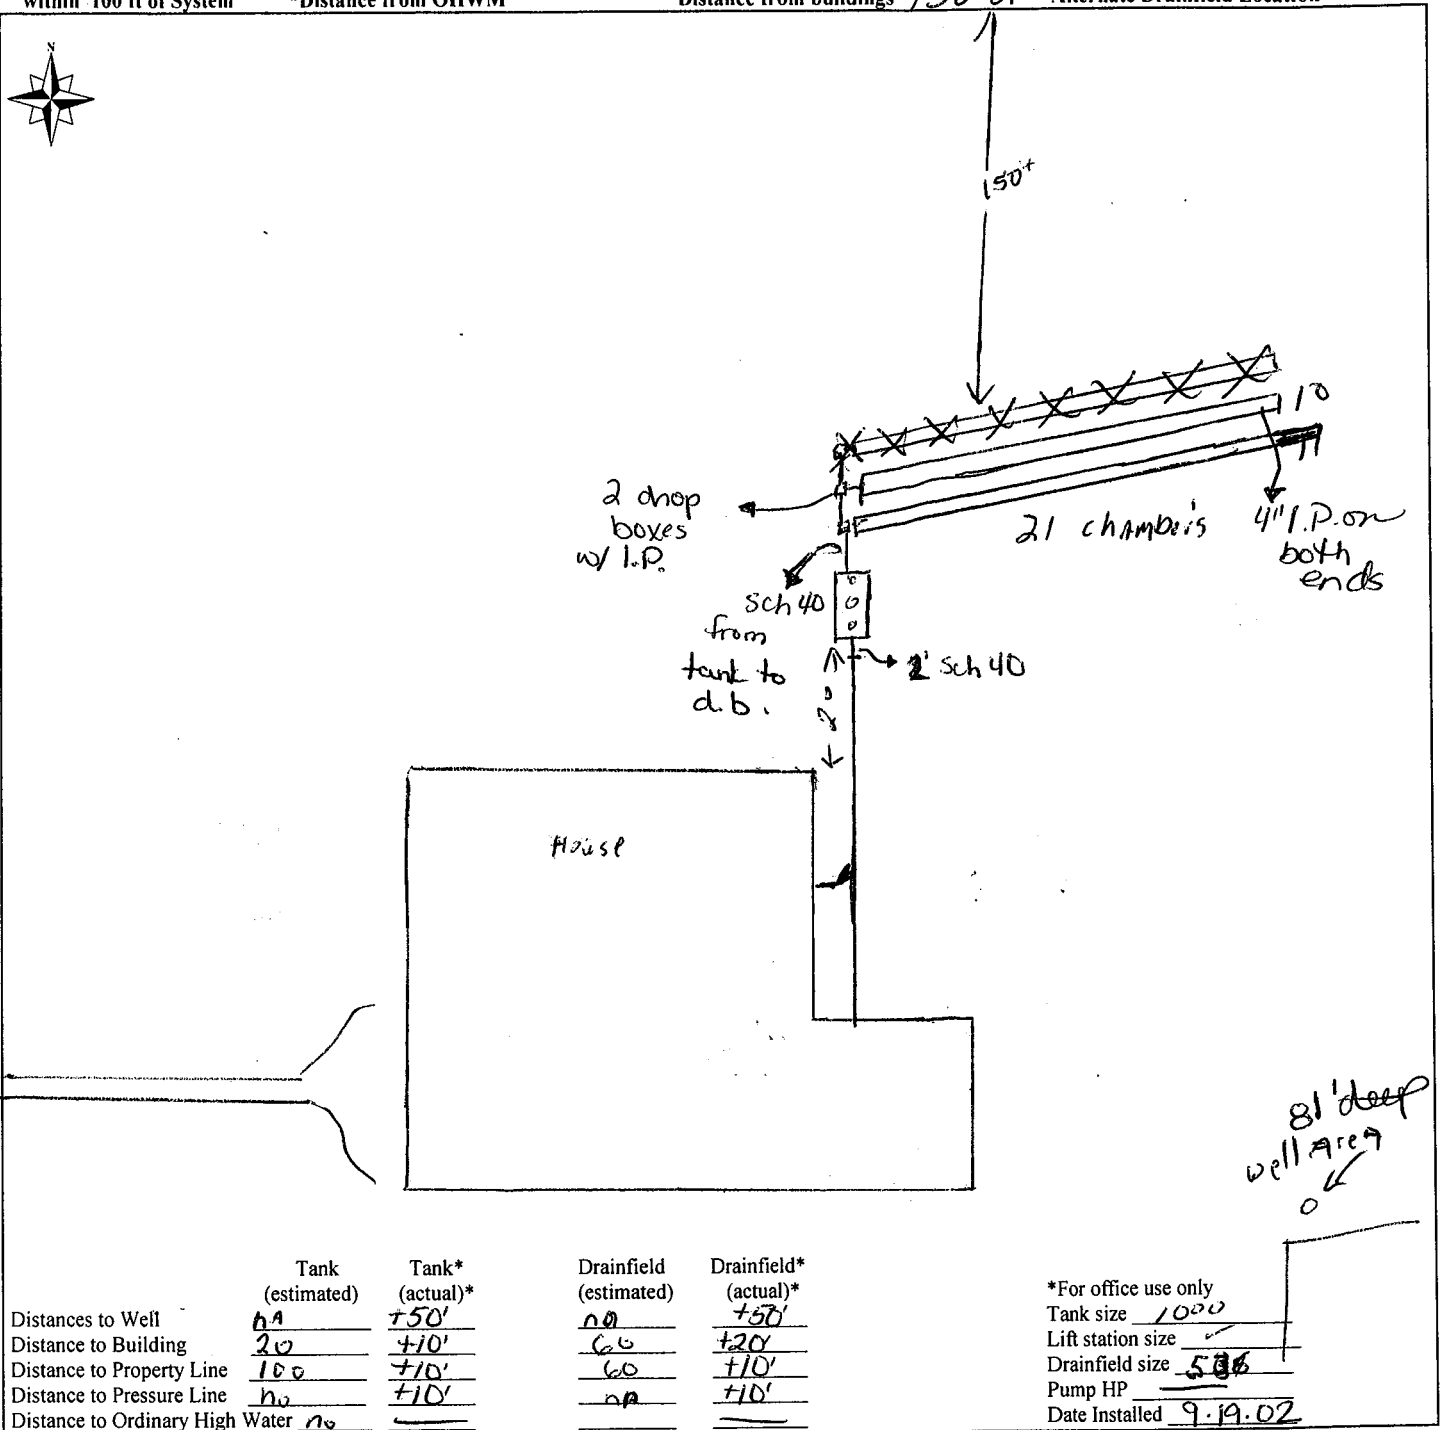 within 100 ft of System *Distance from OHWM Distance from buildings Alternate Drainfield Location
N
150+
10
11
2 drop
boxes
w/ I.P.
21 chambers
4" I.P. on
both
ends
Sch 40
from
tank to
d.b.
Sch 40
20
House
81' deep
well Area
Tank Tank* Drainfield Drainfield*
(estimated) (actual)* (estimated) (actual)*
Distances to Well nA +50' nA +50'
Distance to Building 20 +10' 60 +20'
Distance to Property Line 100 +10' 60 +10'
Distance to Pressure Line no +10' nA +10'
Distance to Ordinary High Water no
*For office use only
Tank size 1000
Lift station size
Drainfield size
Pump HP
Date Installed 9.19.02